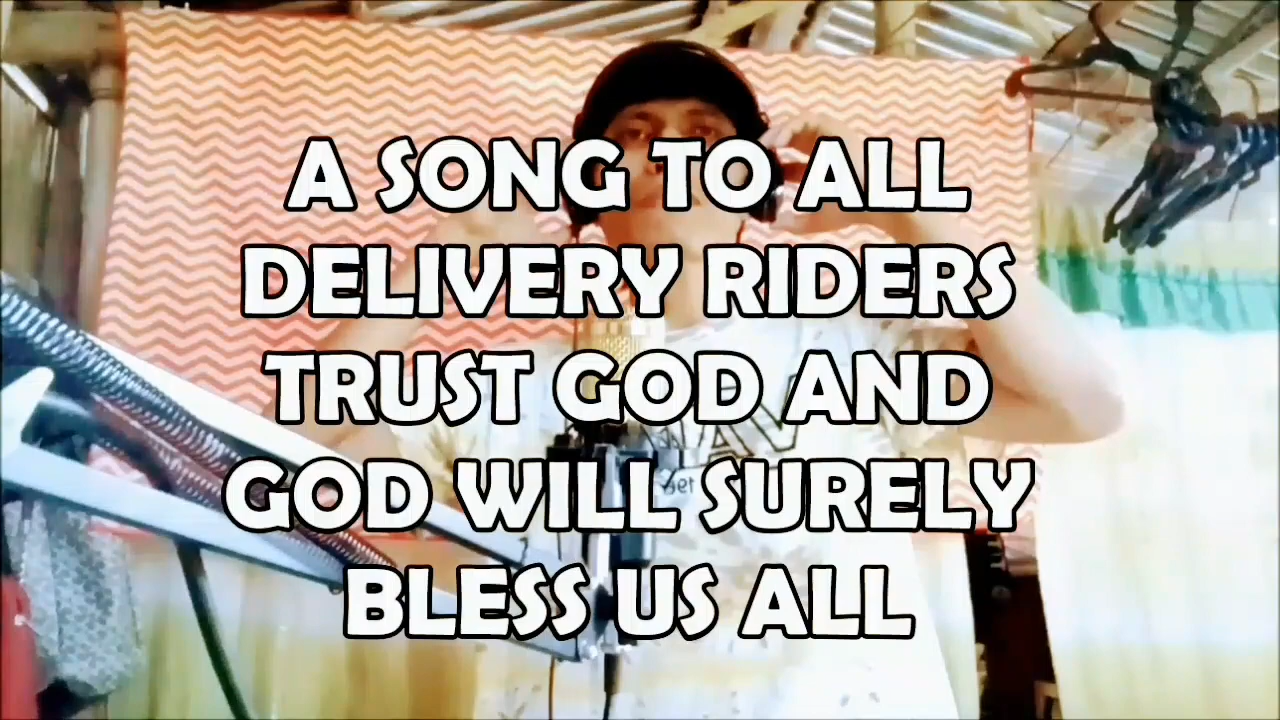 A SONG TO ALL
DELIVERY RIDERS
TRUST GOD AND
GOD WILL SURELY
BLESS US ALL